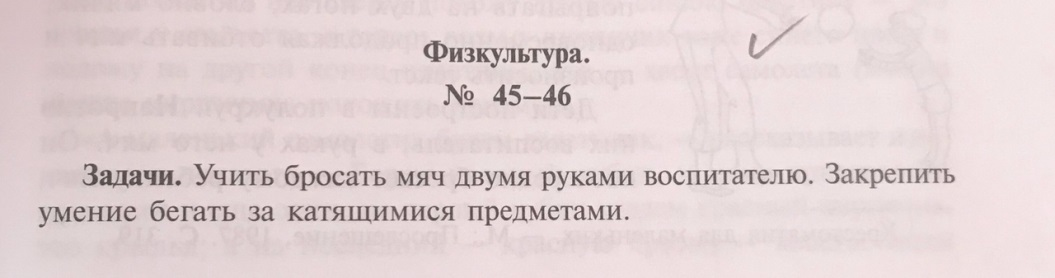 Физкультура.
№ 45–46
Задачи. Учить бросать мяч двумя руками воспитателю. Закрепить
умение бегать за катящимися предметами.